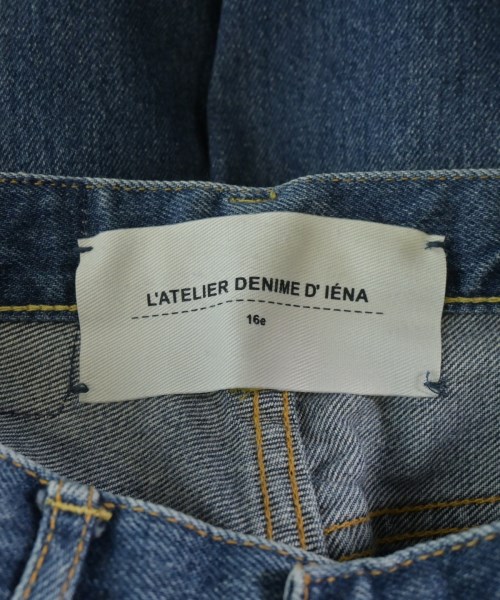 L'ATELIER DENIME D' IÉNA
16e